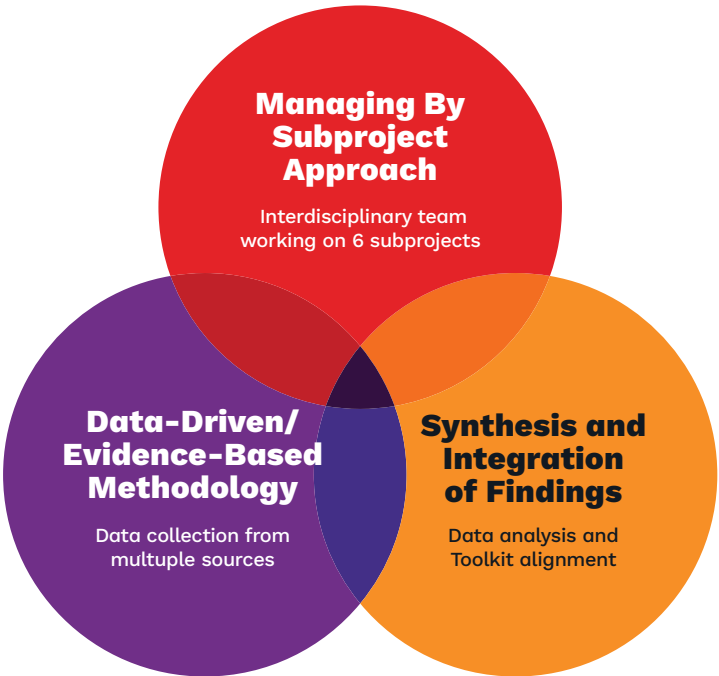 Managing By
Subproject
Approach
Interdisciplinary team
working on 6 subprojects
Data-Driven/
Evidence-Based
Methodology
Data collection from
multuple sources
Synthesis and
Integration
of Findings
Data analysis and
Toolkit alignment